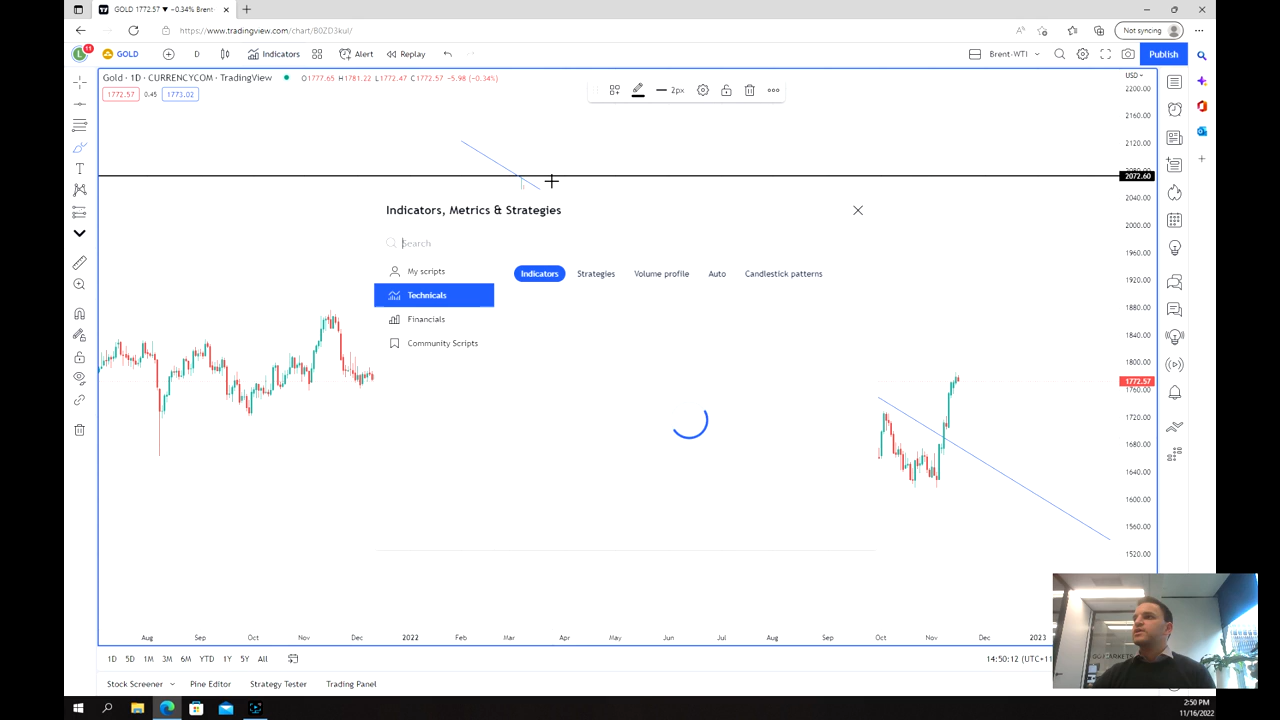 GOLD 1772.57 ▼ −0.34% Brent-
https://www.tradingview.com/chart/B0ZD3kuI/
Not syncing
11 GOLD D Indicators Alert Replay Brent-WTI Publish
Gold · 1D · CURRENCYCOM · TradingView O1777.65 H1781.22 L1772.47 C1772.57 −5.98 (−0.34%)
USD
1772.57 0.45 1773.02
2px
2200.00
2160.00
2120.00
2072.60
2040.00
2000.00
1960.00
1920.00
1880.00
1840.00
1800.00
1772.57
1760.00
1720.00
1680.00
1640.00
1600.00
1560.00
1520.00
Indicators, Metrics & Strategies
Search
My scripts
Technicals
Financials
Community Scripts
Indicators Strategies Volume profile Auto Candlestick patterns
Aug Sep Oct Nov Dec 2022 Feb Mar Apr May Jun Jul Aug Sep Oct Nov Dec 2023
1D 5D 1M 3M 6M YTD 1Y 5Y All
14:50:12 (UTC+11
Stock Screener Pine Editor Strategy Tester Trading Panel
GO MARKETS
2:50 PM
11/16/2022